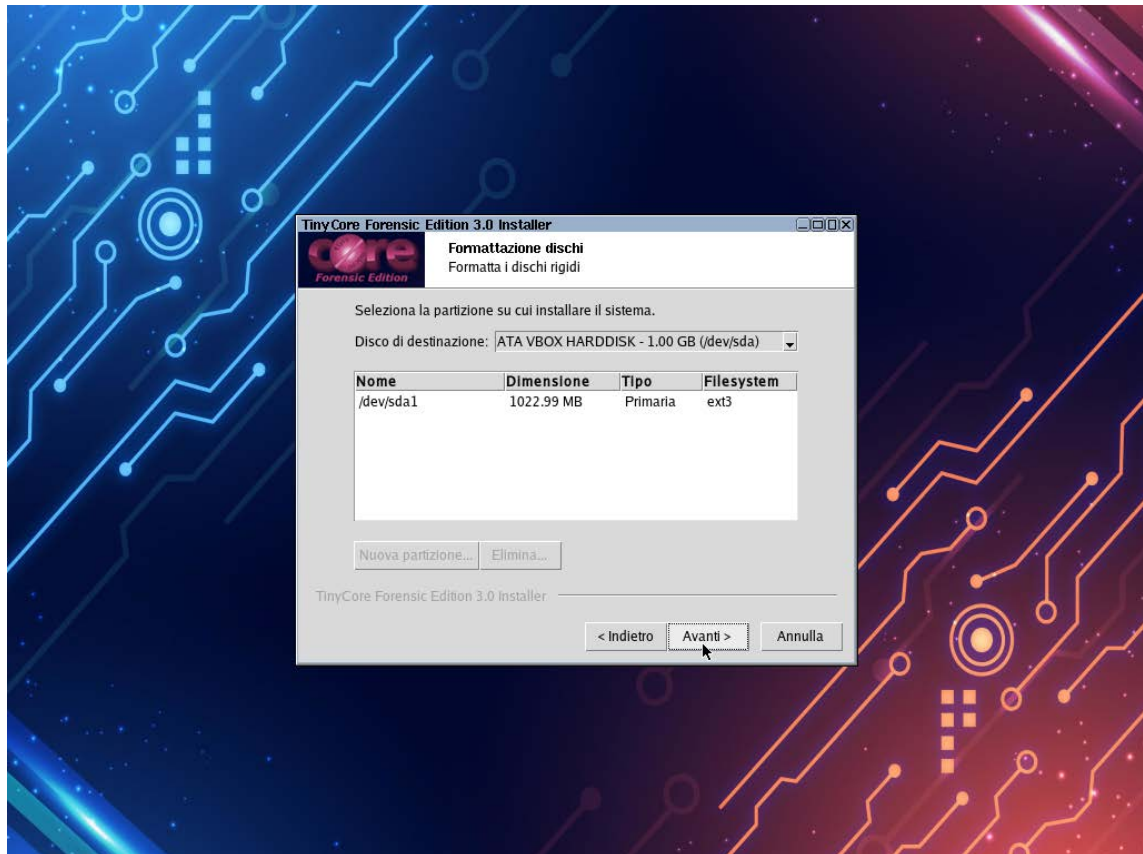 TinyCore Forensic Edition 3.0 Installer
core
Forensic Edition
Formattazione dischi
Formatta i dischi rigidi
Seleziona la partizione su cui installare il sistema.
Disco di destinazione: ATA VBOX HARDDISK - 1.00 GB (/dev/sda)
Nome Dimensione Tipo Filesystem
/dev/sda1 1022.99 MB Primaria ext3
Nuova partizione... Elimina...
TinyCore Forensic Edition 3.0 Installer
< Indietro Avanti > Annulla